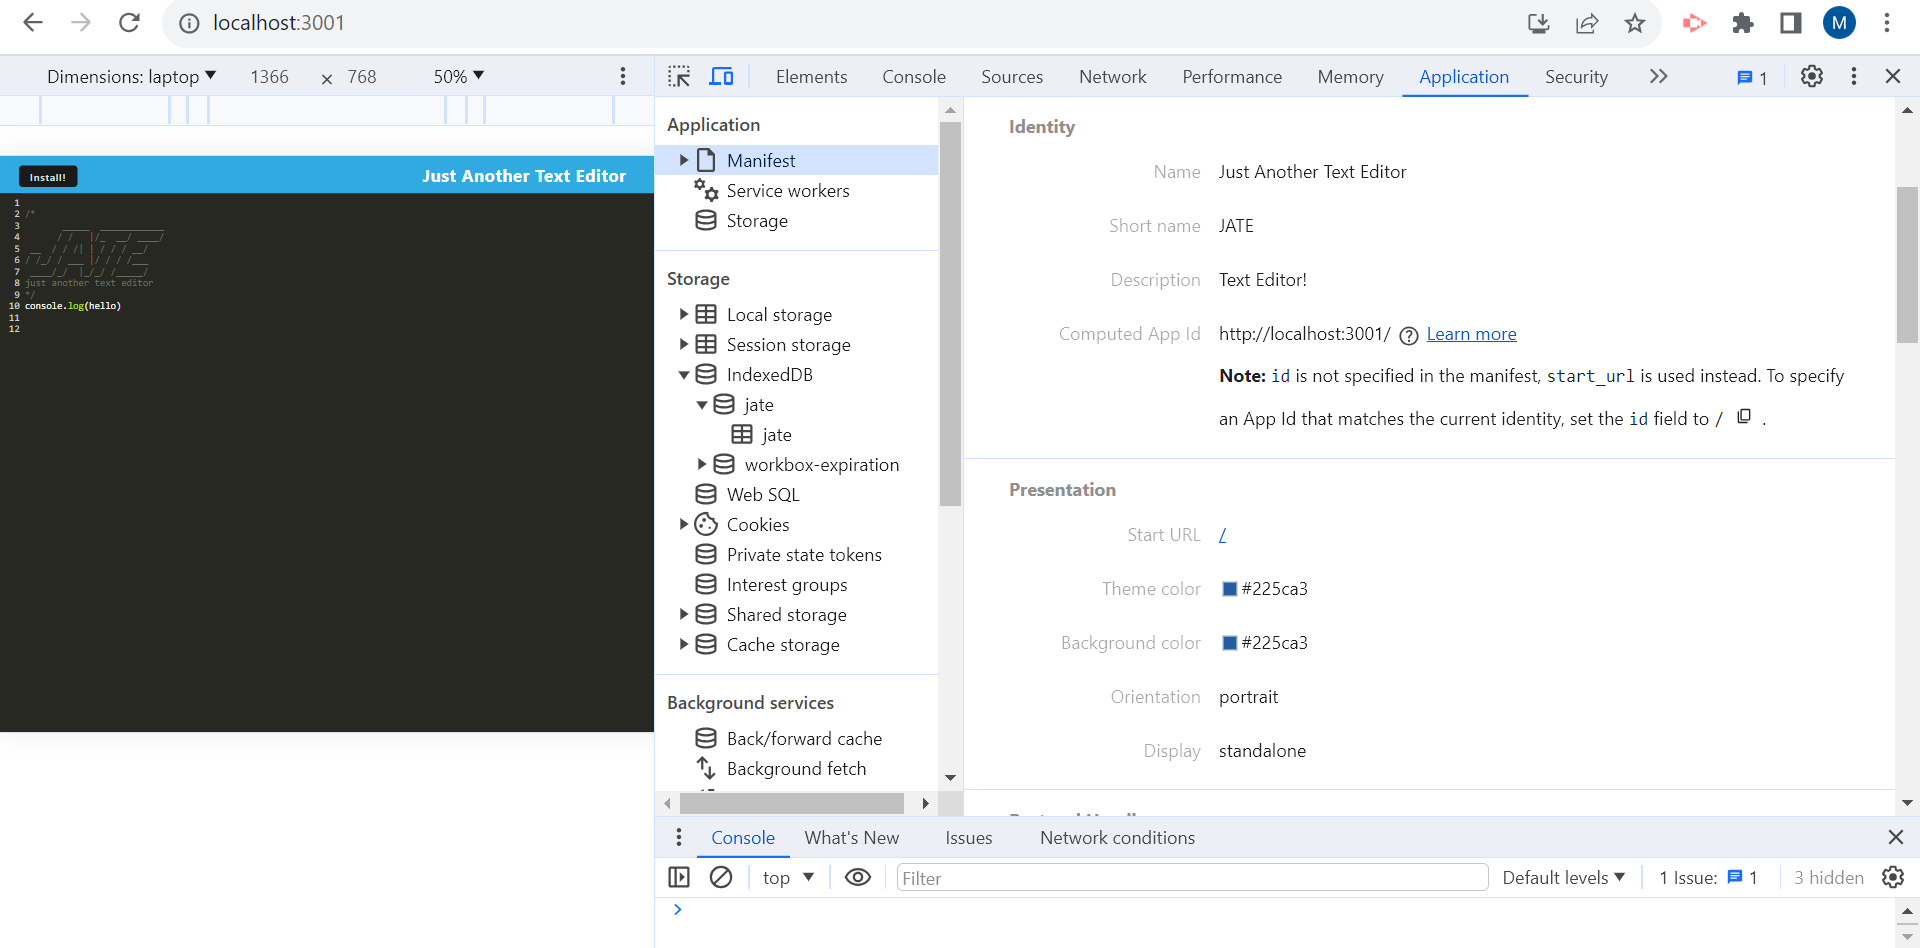 localhost:3001
M
Dimensions: laptop ▼ 1366 × 768 50% ▼
Elements Console Sources Network Performance Memory Application Security 1
Install!
Just Another Text Editor
1
2 /*
3
4
5
6
7
8 just another text editor
9 */
10 console.log(hello)
11
12
Application
Manifest
Service workers
Storage
Storage
Local storage
Session storage
IndexedDB
jate
jate
workbox-expiration
Web SQL
Cookies
Private state tokens
Interest groups
Shared storage
Cache storage
Background services
Back/forward cache
Background fetch
Identity
Name Just Another Text Editor
Short name JATE
Description Text Editor!
Computed App Id http://localhost:3001/ Learn more
Note: id is not specified in the manifest, start_url is used instead. To specify
an App Id that matches the current identity, set the id field to / .
Presentation
Start URL /
Theme color #225ca3
Background color #225ca3
Orientation portrait
Display standalone
Console What's New Issues Network conditions
top ▼ Filter Default levels ▼ 1 Issue: 1 3 hidden